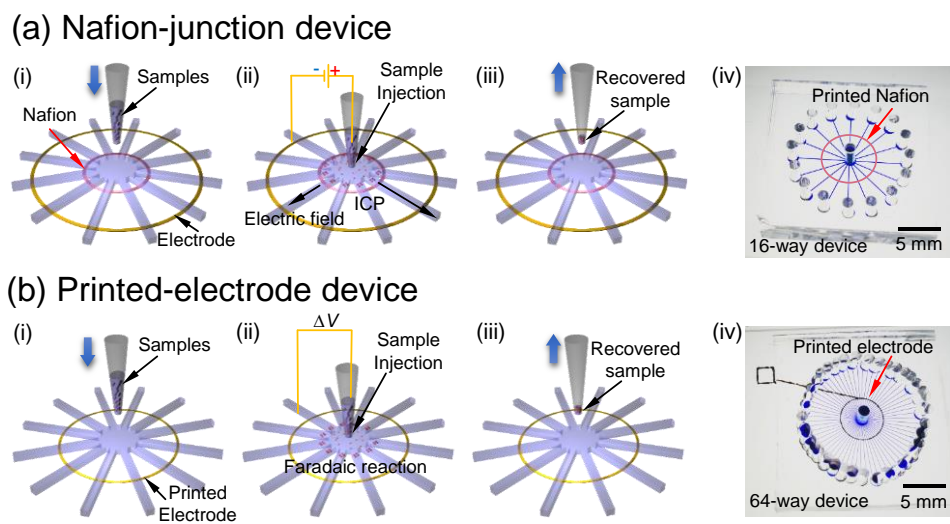 (a) Nafion-junction device
(i)
Samples
Nafion
Electrode
(ii)
- +
Sample
Injection
ICP
Electric field
(iii)
Recovered
sample
(iv)
Printed Nafion
16-way device
5 mm
(b) Printed-electrode device
(i)
Samples
Printed
Electrode
(ii)
ΔV
Sample
Injection
Faradaic reaction
(iii)
Recovered
sample
(iv)
Printed electrode
64-way device
5 mm